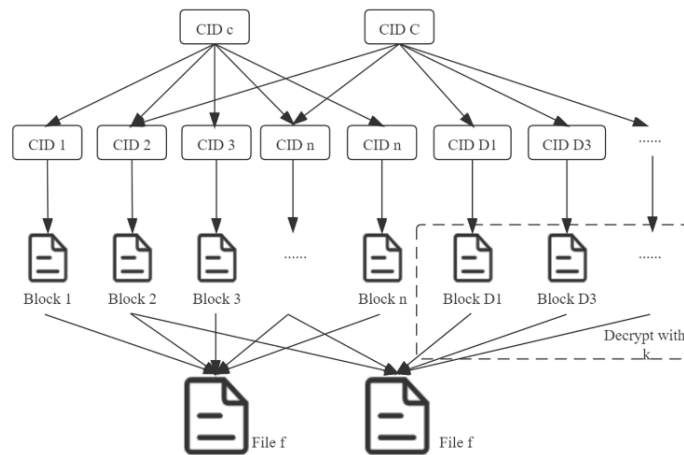 CID c
CID C
CID 1
CID 2
CID 3
CID n
CID n
CID D1
CID D3
......
......
......
Block 1
Block 2
Block 3
Block n
Block D1
Block D3
Decrypt with
k
File f
File f